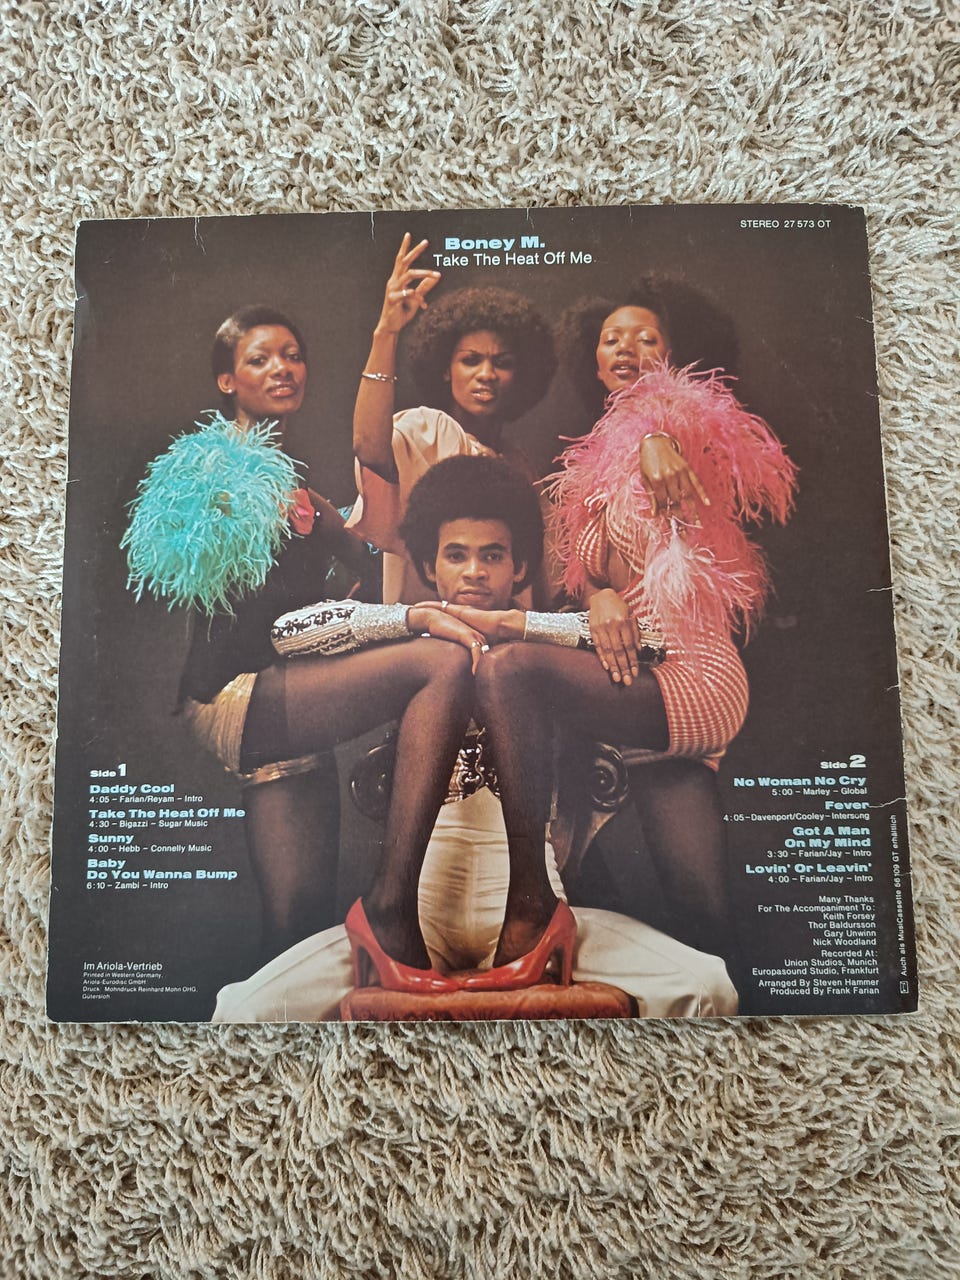 STEREO 27 573 OT
Boney M.
Take The Heat Off Me
Side 1
Daddy Cool
4:05 – Farian/Reyam – Intro
Take The Heat Off Me
4:30 – Bigazzi – Sugar Music
Sunny
4:00 – Hebb – Connelly Music
Baby
Do You Wanna Bump
6:10 – Zambi – Intro
Im Ariola-Vertrieb
Printed in Western Germany.
Ariola-Eurodisc GmbH
Druck: Mohndruck Reinhard Mohn OHG,
Gütersloh
Side 2
No Woman No Cry
5:00 – Marley – Global
Fever
4:05 – Davenport/Cooley – Intersong
Got A Man
On My Mind
3:30 – Farian/Jay – Intro
Lovin' Or Leavin'
4:00 – Farian/Jay – Intro
Many Thanks
For The Accompaniment To:
Keith Forsey
Thor Baldursson
Gary Unwinn
Nick Woodland
Recorded At:
Union Studios, Munich
Europasound Studio, Frankfurt
Arranged By Steven Hammer
Produced By Frank Farian
Auch als MusiCassette 56 109 GT erhältlich